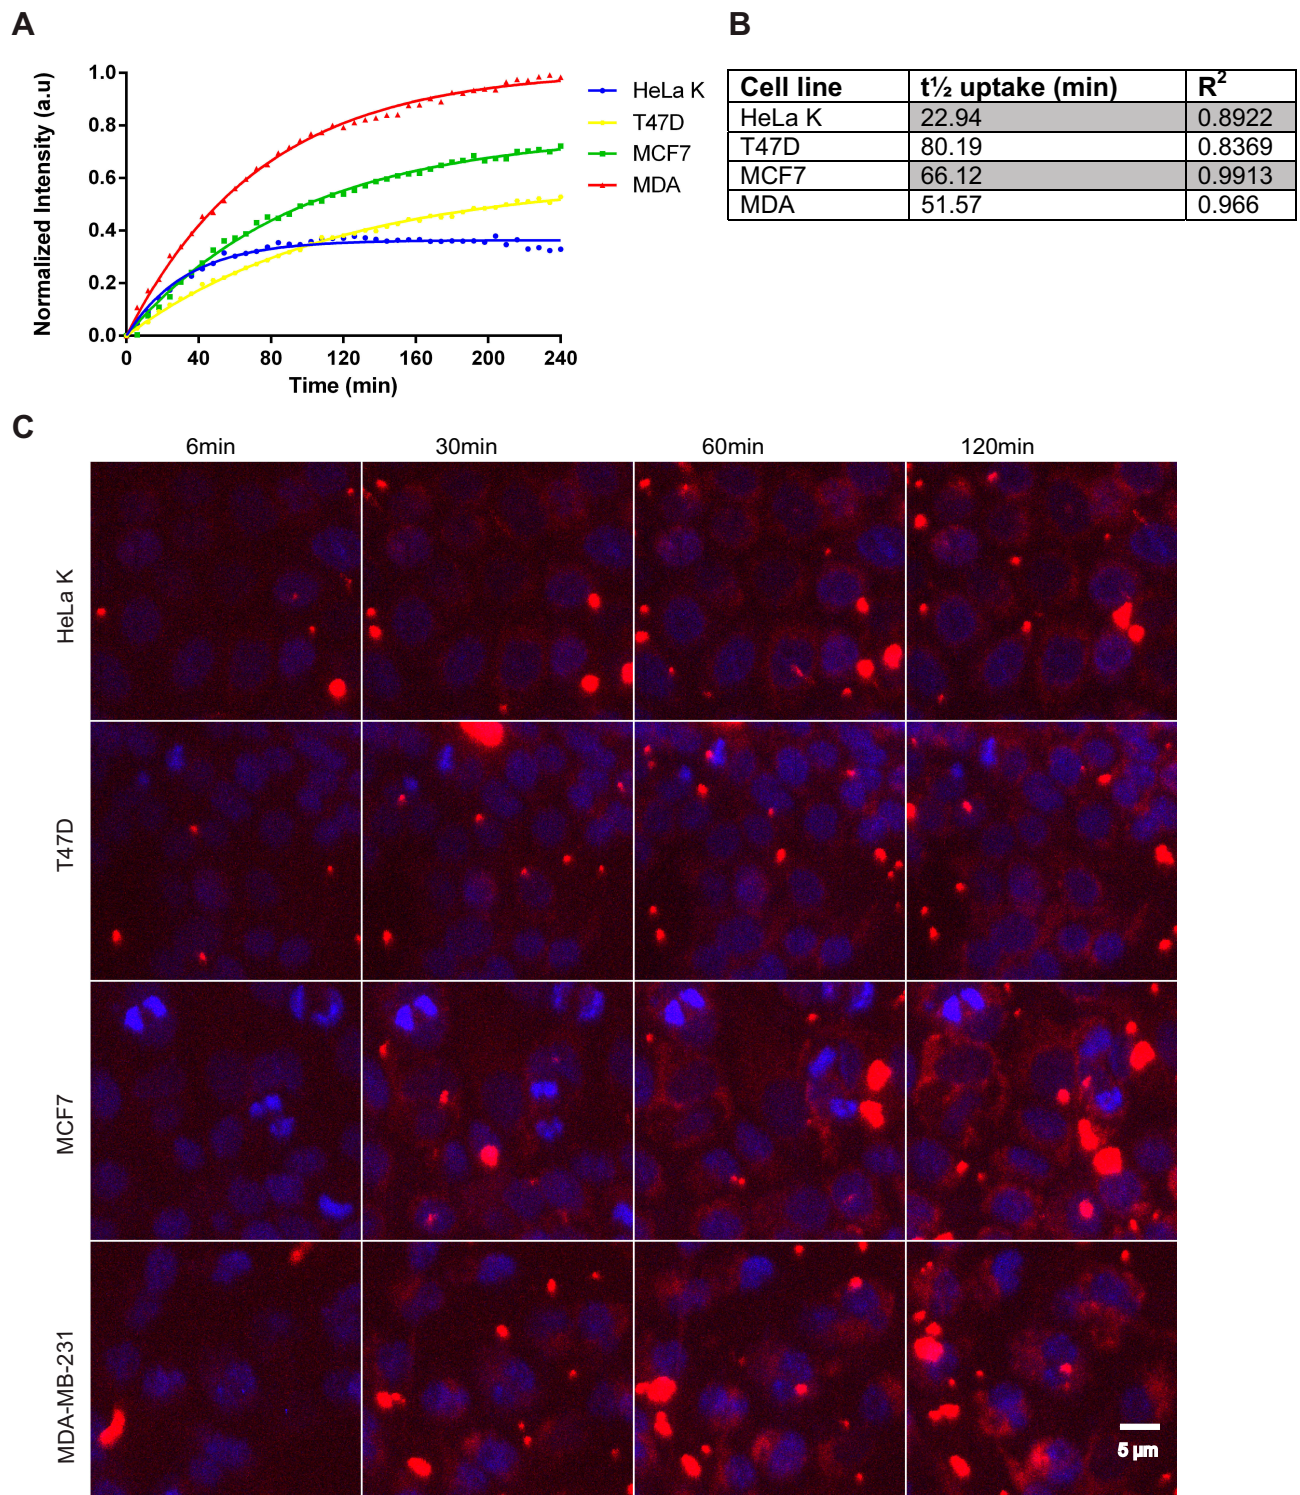 A
B
Normalized Intensity (a.u)
1.0
0.8
0.6
0.4
0.2
0.0
0 40 80 120 160 200 240
Time (min)
HeLa K
T47D
MCF7
MDA
Cell line t½ uptake (min) R²
HeLa K 22.94 0.8922
T47D 80.19 0.8369
MCF7 66.12 0.9913
MDA 51.57 0.966
C
6min 30min 60min 120min
HeLa K
T47D
MCF7
MDA-MB-231
5 µm